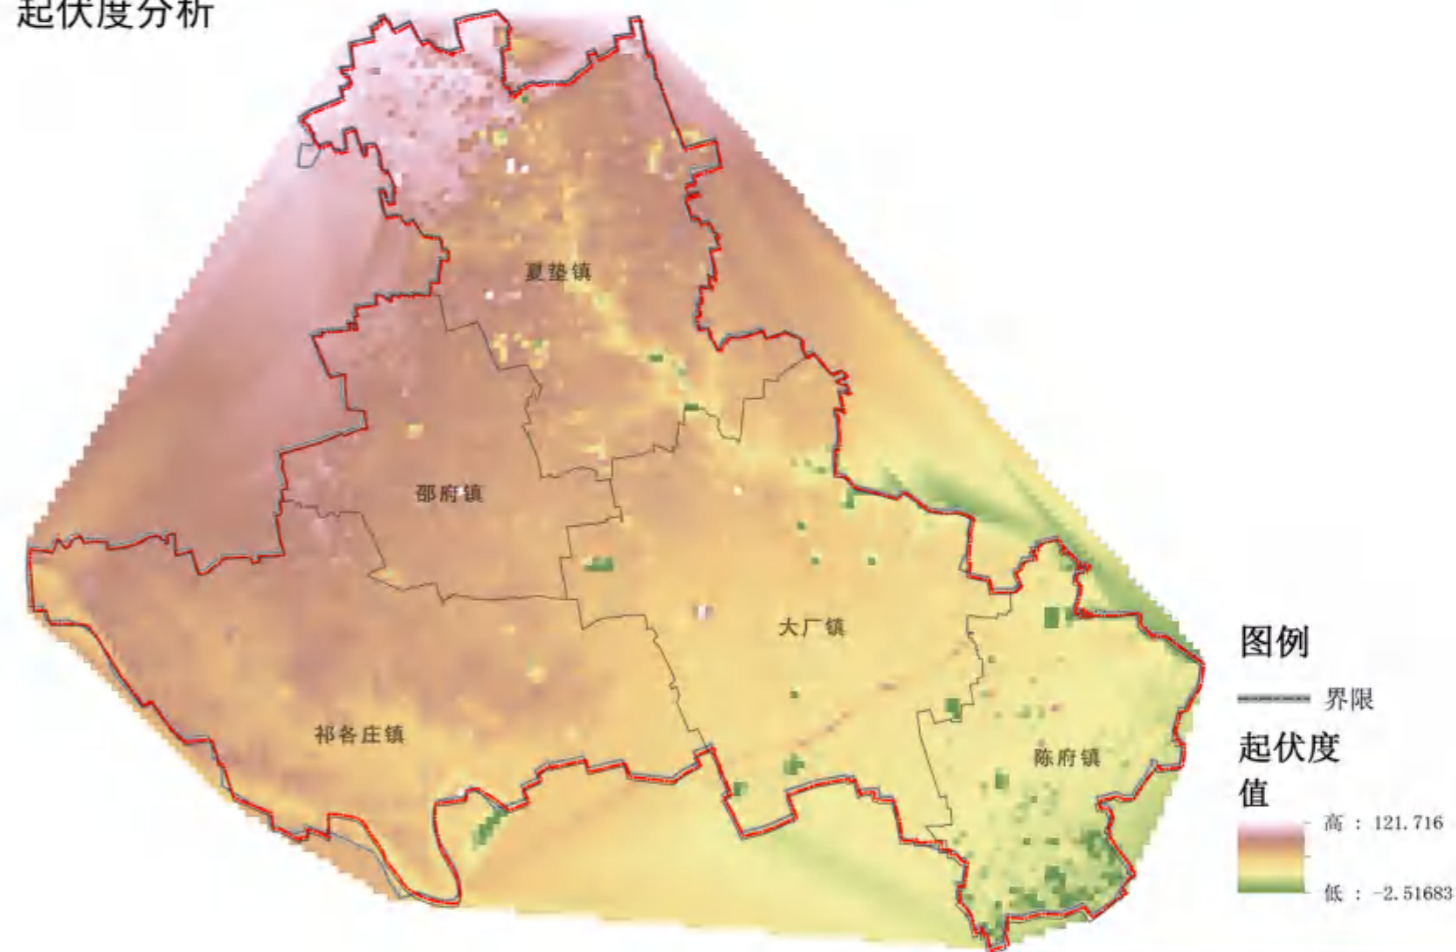 起伏度分析
夏垫镇
邵府镇
大厂镇
祁各庄镇
陈府镇
图例
界限
起伏度
值
高 : 121.716
低 : -2.51683